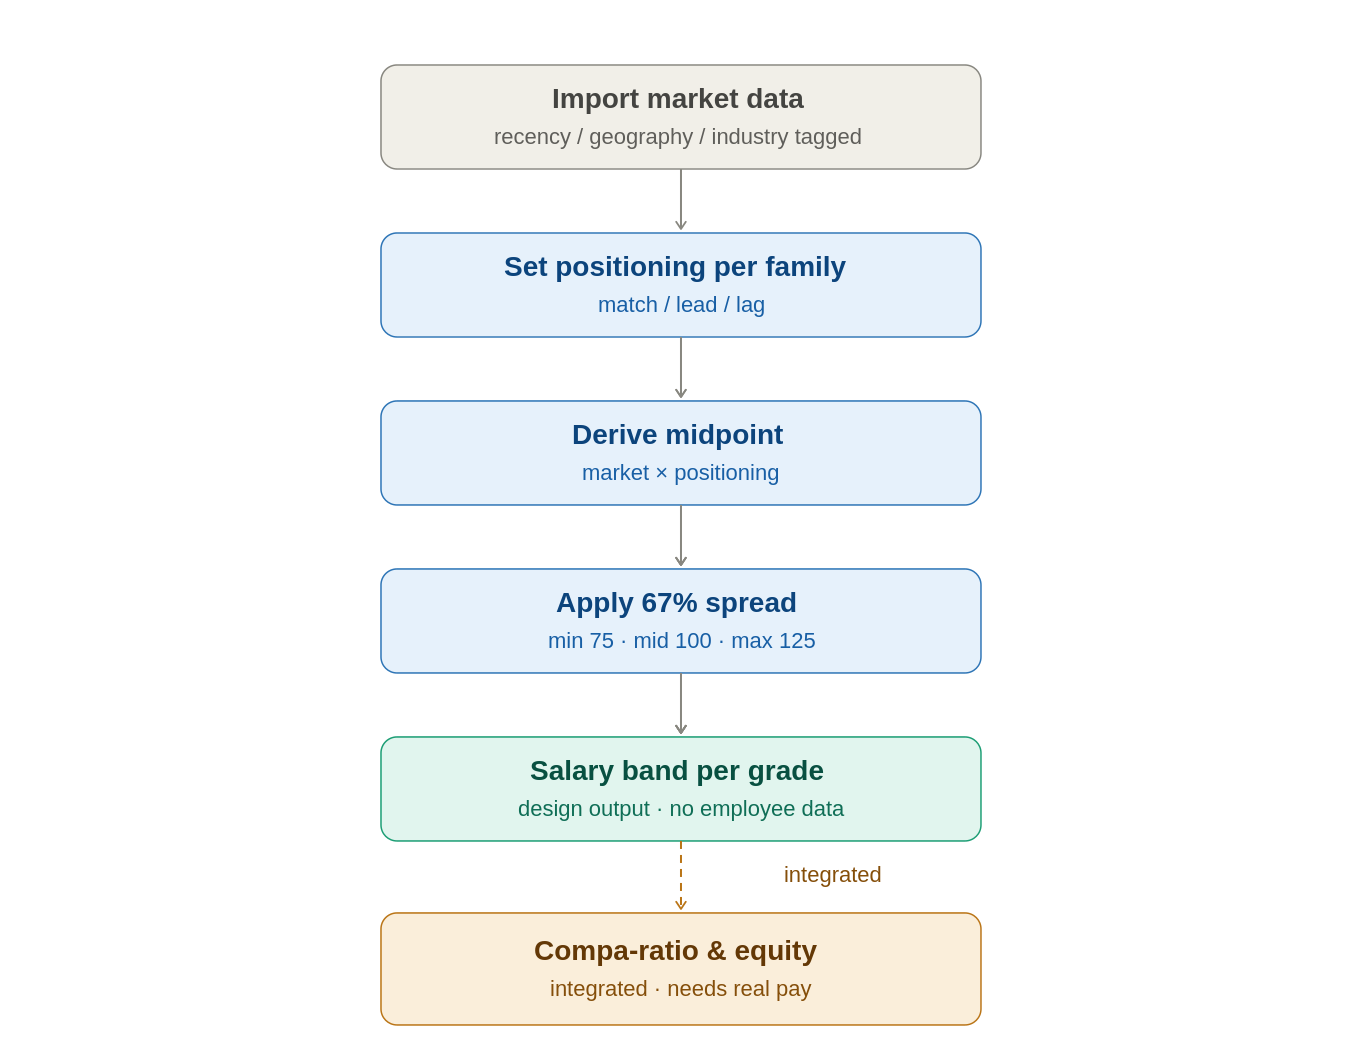 Import market data
recency / geography / industry tagged
Set positioning per family
match / lead / lag
Derive midpoint
market × positioning
Apply 67% spread
min 75 · mid 100 · max 125
Salary band per grade
design output · no employee data
integrated
Compa-ratio & equity
integrated · needs real pay